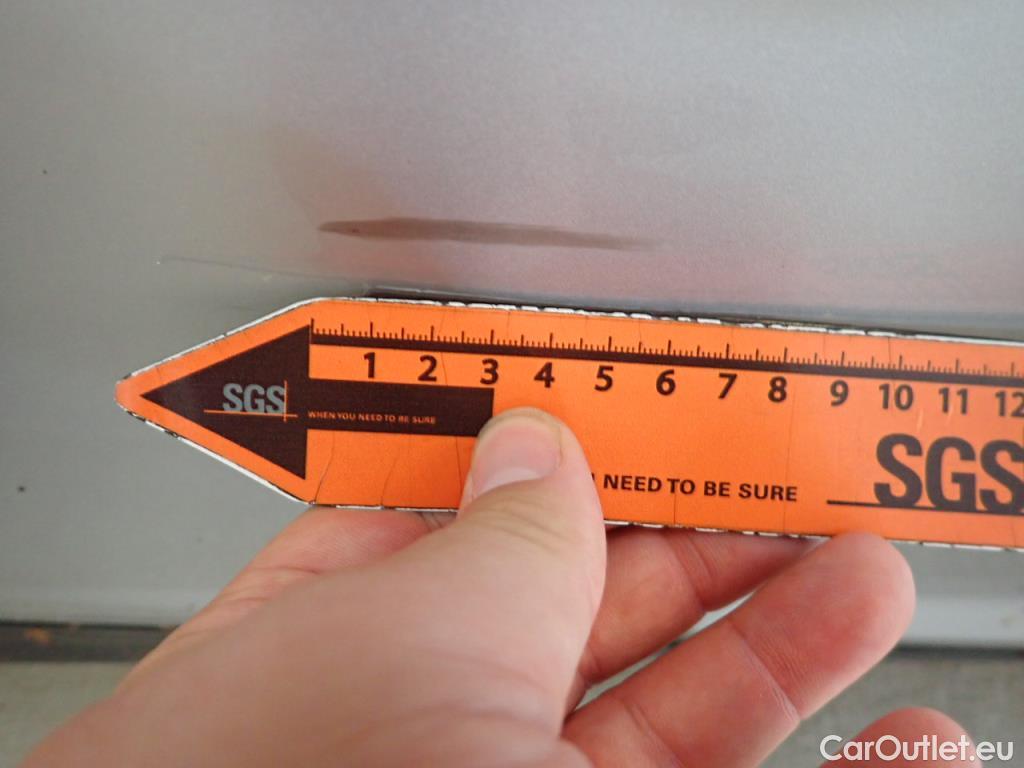 1 2 3 4 5 6 7 8 9 10 11 12
SGS
WHEN YOU NEED TO BE SURE
NEED TO BE SURE
SGS
CarOutlet.eu